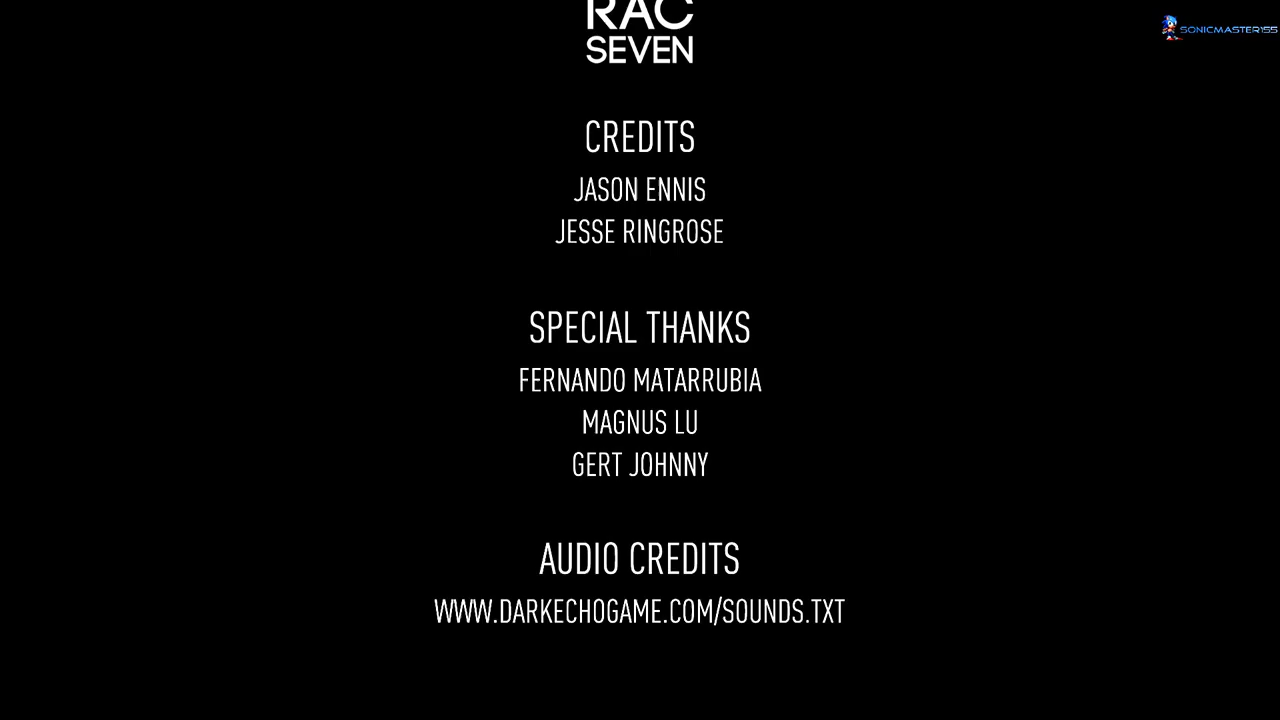 RAC
SEVEN
SONICMASTER155
CREDITS
JASON ENNIS
JESSE RINGROSE
SPECIAL THANKS
FERNANDO MATARRUBIA
MAGNUS LU
GERT JOHNNY
AUDIO CREDITS
WWW.DARKECHOGAME.COM/SOUNDS.TXT